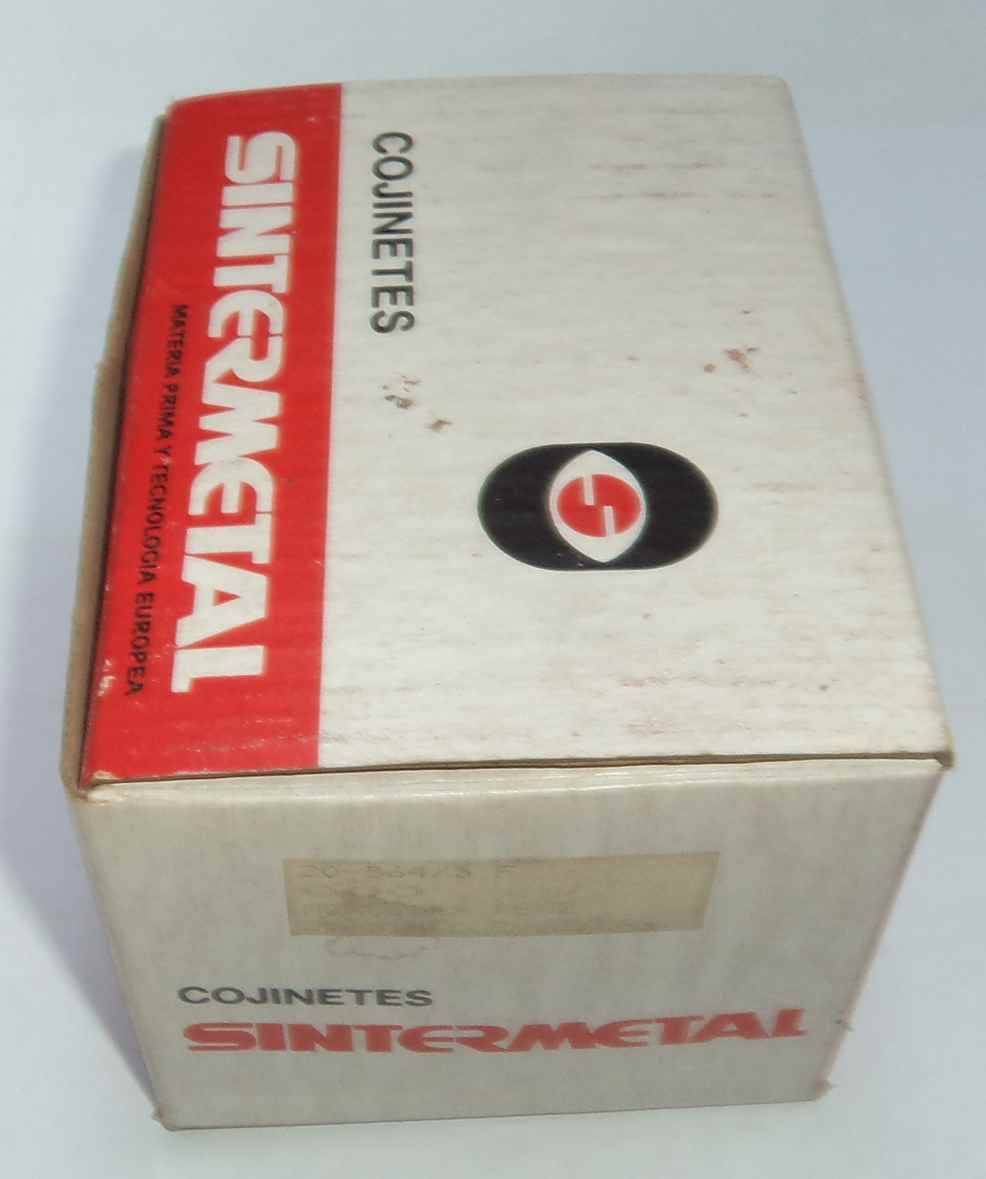 SINTERMETAL
MATERIA PRIMA Y TECNOLOGIA EUROPEA
COJINETES
S
COJINETES
SINTERMETAL